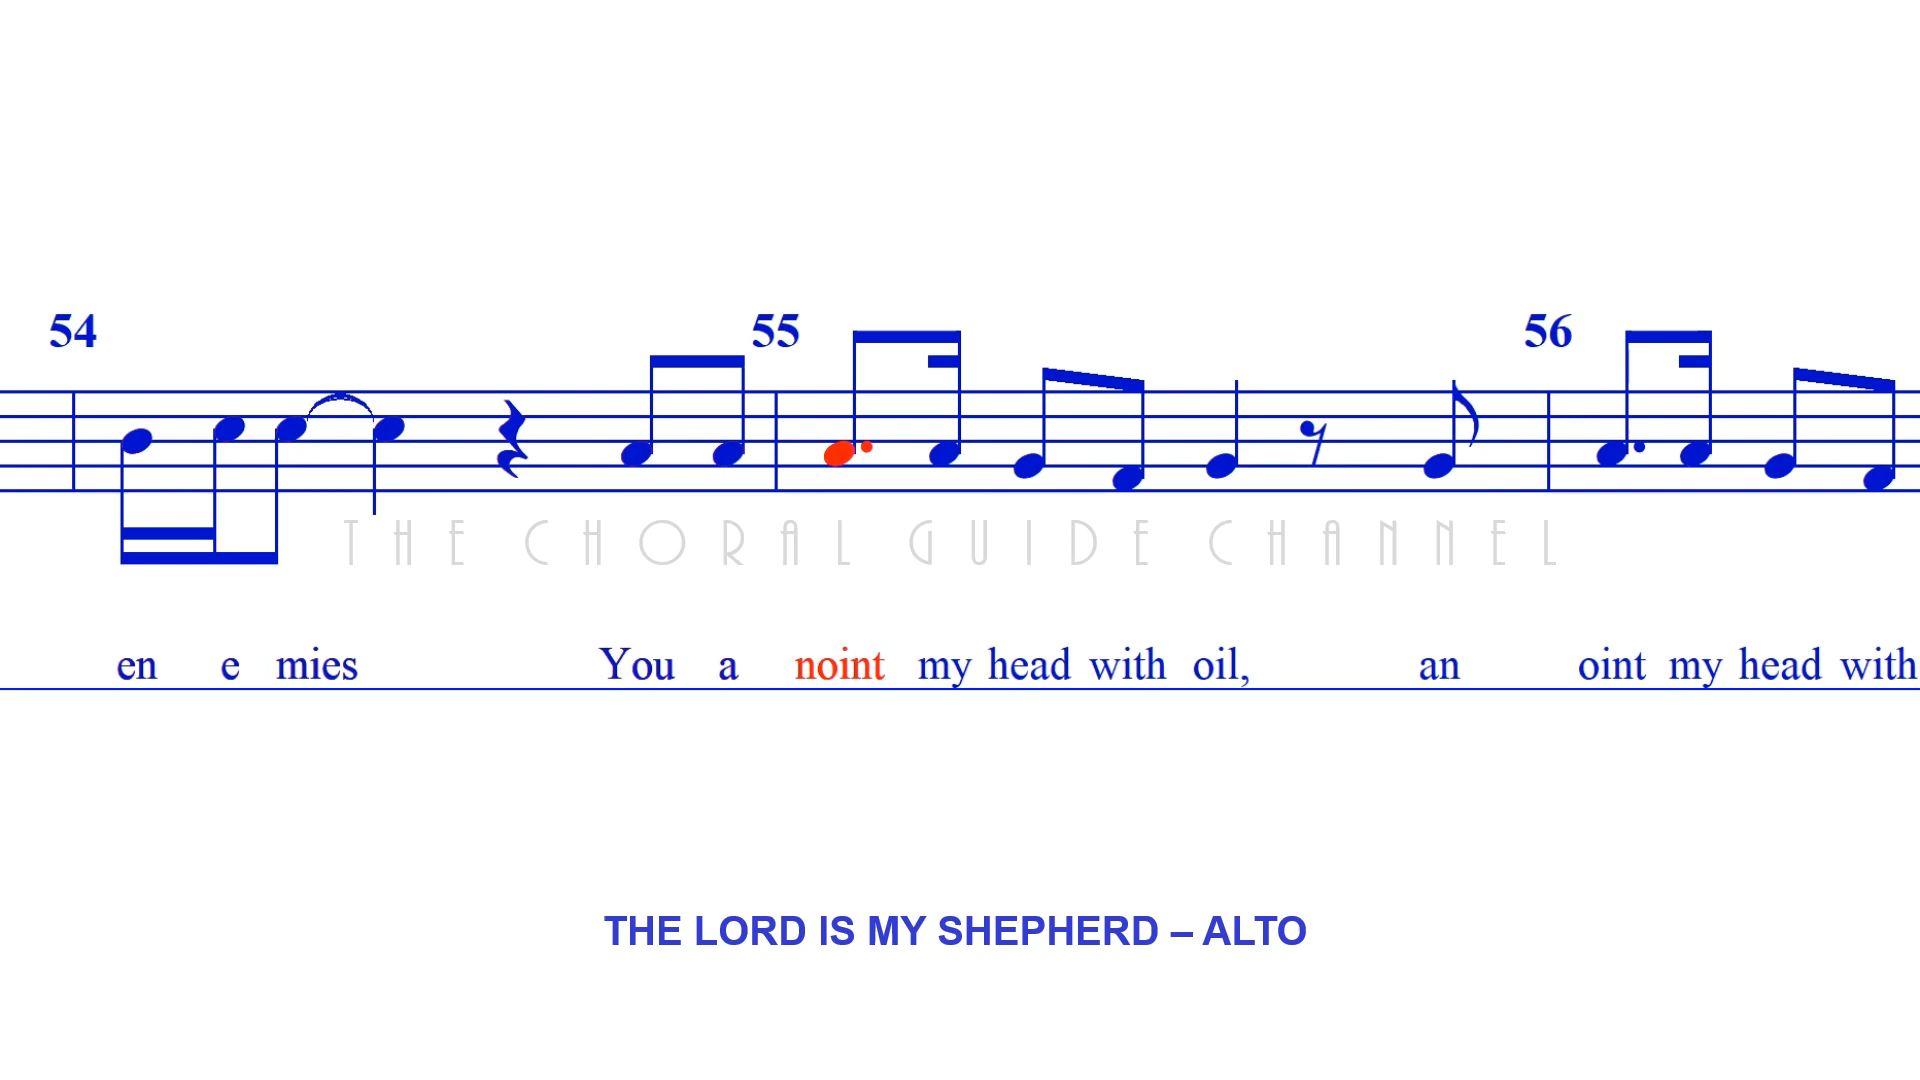 54 55 56
THE CHORAL GUIDE CHANNEL
en e mies You a noint my head with oil, an oint my head with
THE LORD IS MY SHEPHERD – ALTO